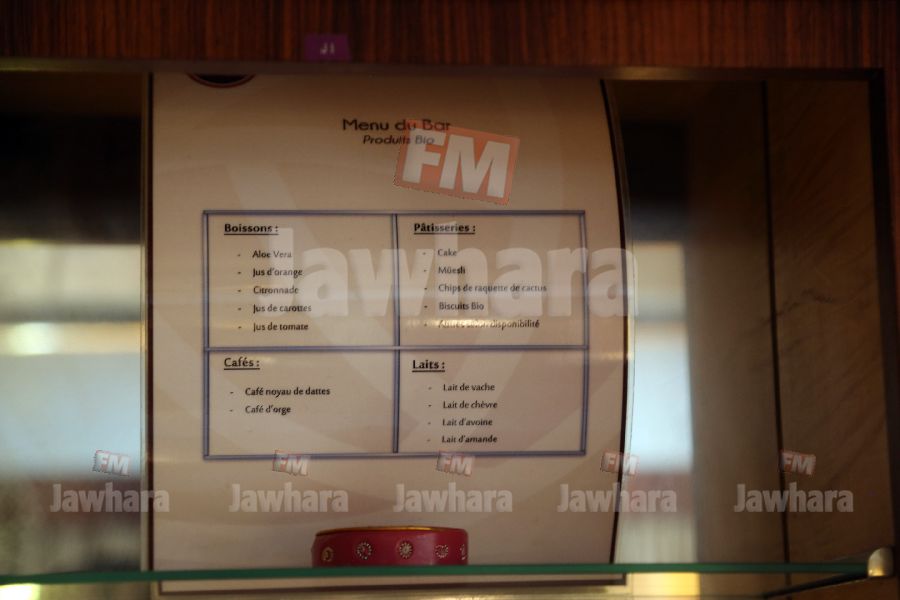 J1
Menu du Bar
Produits Bio
FM
Jawhara
Boissons :
- Aloe Vera
- Jus d'orange
- Citronnade
- Jus de carottes
- Jus de tomate
Pâtisseries :
- Cake
- Müesli
- Chips de raquette de cactus
- Biscuits Bio
- disponibilité
Cafés :
- Café noyau de dattes
- Café d'orge
Laits :
- Lait de vache
- Lait de chèvre
- Lait d'avoine
- Lait d'amande
FM FM FM FM FM
Jawhara Jawhara Jawhara Jawhara Jawhara